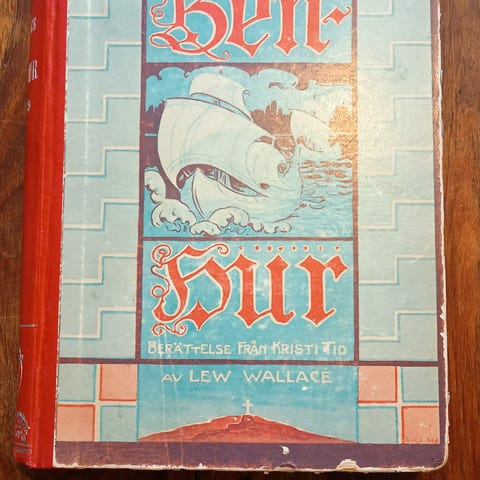 Ben-
Hur
BERÄTTELSE FRÅN KRISTI TID
AV LEW WALLACE